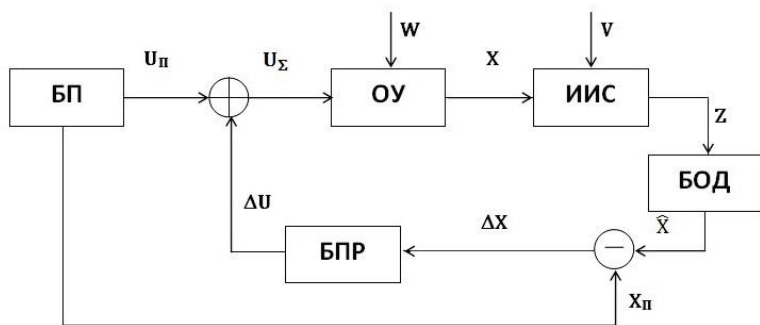 W
V
U_П
U_Σ
X
БП
ОУ
ИИС
Z
БОД
ΔU
ΔX
X̂
БПР
X_П